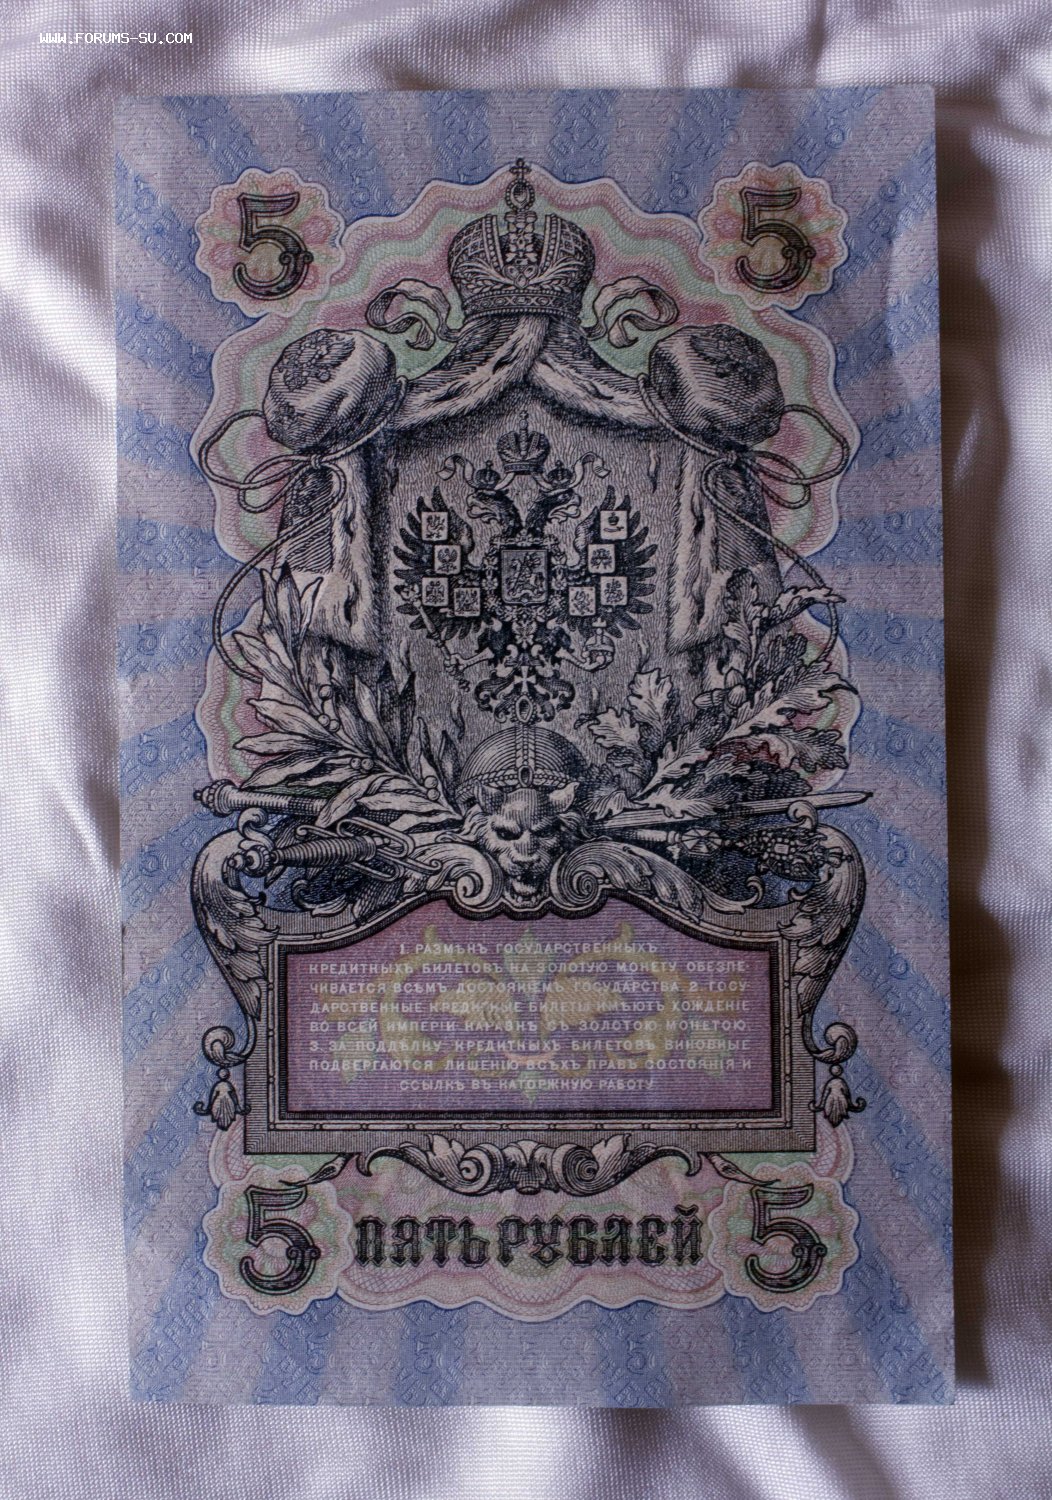 www.forums-su.com
5 5
1 РАЗМѢНЪ ГОСУДАРСТВЕННЫХЪ
КРЕДИТНЫХЪ БИЛЕТОВЪ НА ЗОЛОТУЮ МОНЕТУ ОБЕЗПЕ-
ЧИВАЕТСЯ ВСѢМЪ ДОСТОЯНІЕМЪ ГОСУДАРСТВА. 2 ГОСУ-
ДАРСТВЕННЫЕ КРЕДИТНЫЕ БИЛЕТЫ ИМѢЮТЪ ХОЖДЕНІЕ
ВО ВСЕЙ ИМПЕРІИ НАРАВНѢ СЪ ЗОЛОТОЮ МОНЕТОЮ
3 ЗА ПОДДѢЛКУ КРЕДИТНЫХЪ БИЛЕТОВЪ ВИНОВНЫЕ
ПОДВЕРГАЮТСЯ ЛИШЕНІЮ ВСѢХЪ ПРАВЪ СОСТОЯНІЯ И
ССЫЛКѢ ВЪ КАТОРЖНУЮ РАБОТУ
5 ПЯТЬ РУБЛЕЙ 5